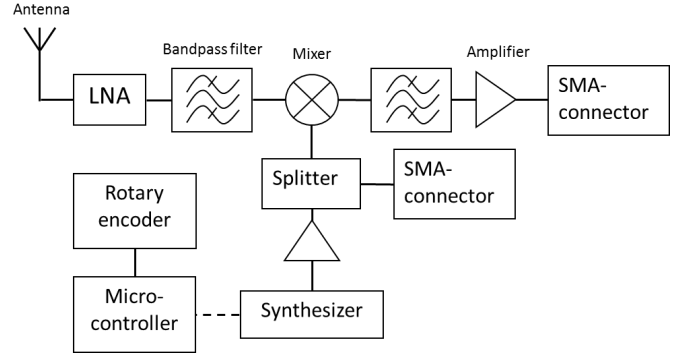 Antenna
Bandpass filter
Mixer
Amplifier
LNA
SMA-
connector
Splitter
SMA-
connector
Rotary
encoder
Micro-
controller
Synthesizer